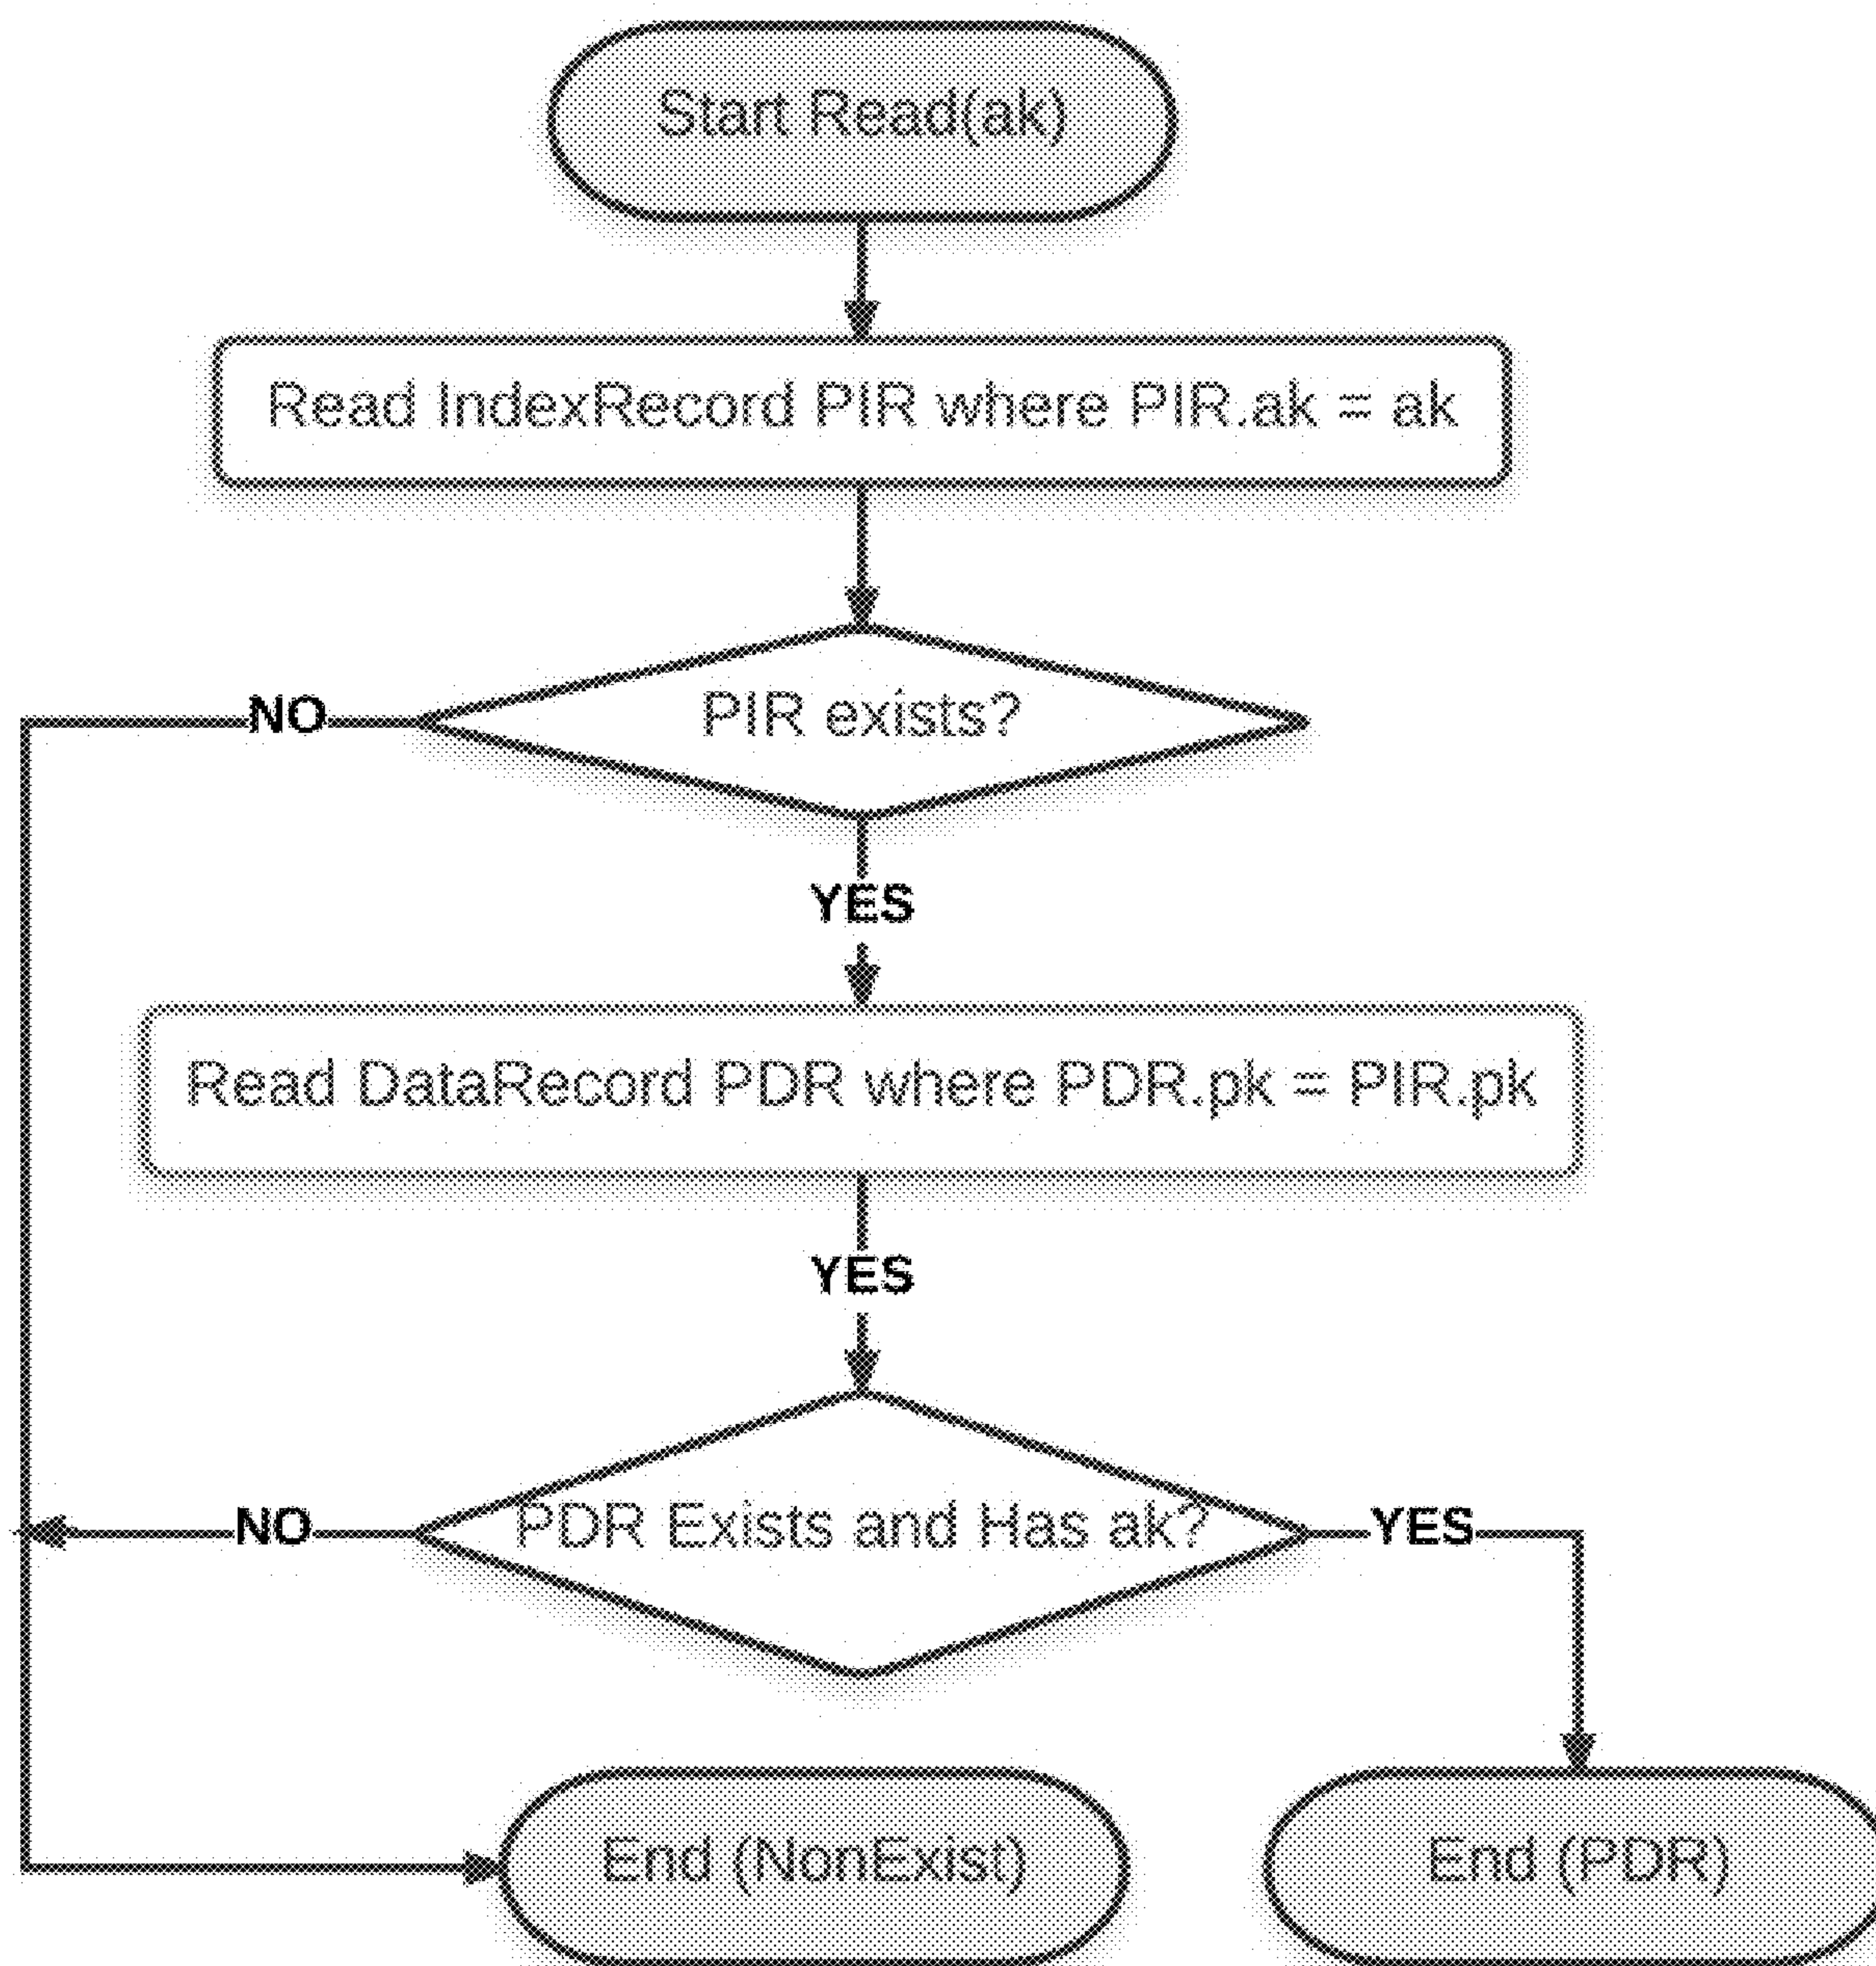 Start Read(ak)
Read IndexRecord PIR where PIR.ak = ak
PIR exists?
NO
YES
Read DataRecord PDR where PDR.pk = PIR.pk
YES
PDR Exists and Has ak?
NO
YES
End (NonExist)
End (PDR)